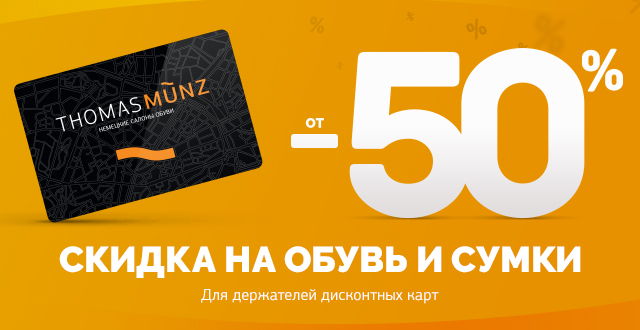 THOMAS MÜNZ
НЕМЕЦКИЕ САЛОНЫ ОБУВИ
от
-50%
СКИДКА НА ОБУВЬ И СУМКИ
Для держателей дисконтных карт